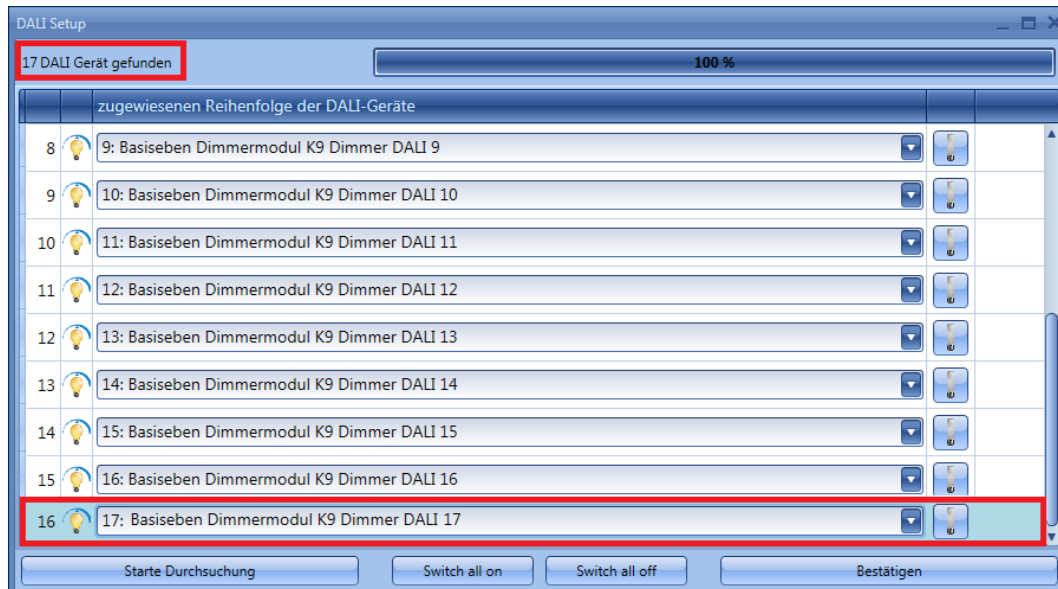 DALI Setup
17 DALI Gerät gefunden
100 %
zugewiesenen Reihenfolge der DALI-Geräte
8 9: Basiseben Dimmermodul K9 Dimmer DALI 9
9 10: Basiseben Dimmermodul K9 Dimmer DALI 10
10 11: Basiseben Dimmermodul K9 Dimmer DALI 11
11 12: Basiseben Dimmermodul K9 Dimmer DALI 12
12 13: Basiseben Dimmermodul K9 Dimmer DALI 13
13 14: Basiseben Dimmermodul K9 Dimmer DALI 14
14 15: Basiseben Dimmermodul K9 Dimmer DALI 15
15 16: Basiseben Dimmermodul K9 Dimmer DALI 16
16 17: Basiseben Dimmermodul K9 Dimmer DALI 17
Starte Durchsuchung Switch all on Switch all off Bestätigen